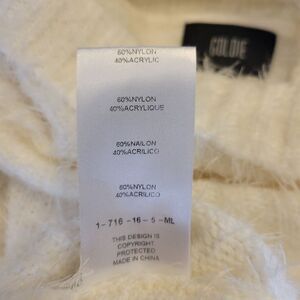 GOLDIE
60%NYLON
40%ACRYLIC
60%NYLON
40%ACRYLIQUE
60%NAILON
40%ACRILICO
60%NYLON
40%ACRILICO
1-716-16-5-ML
THIS DESIGN IS
COPYRIGHT
PROTECTED
MADE IN CHINA